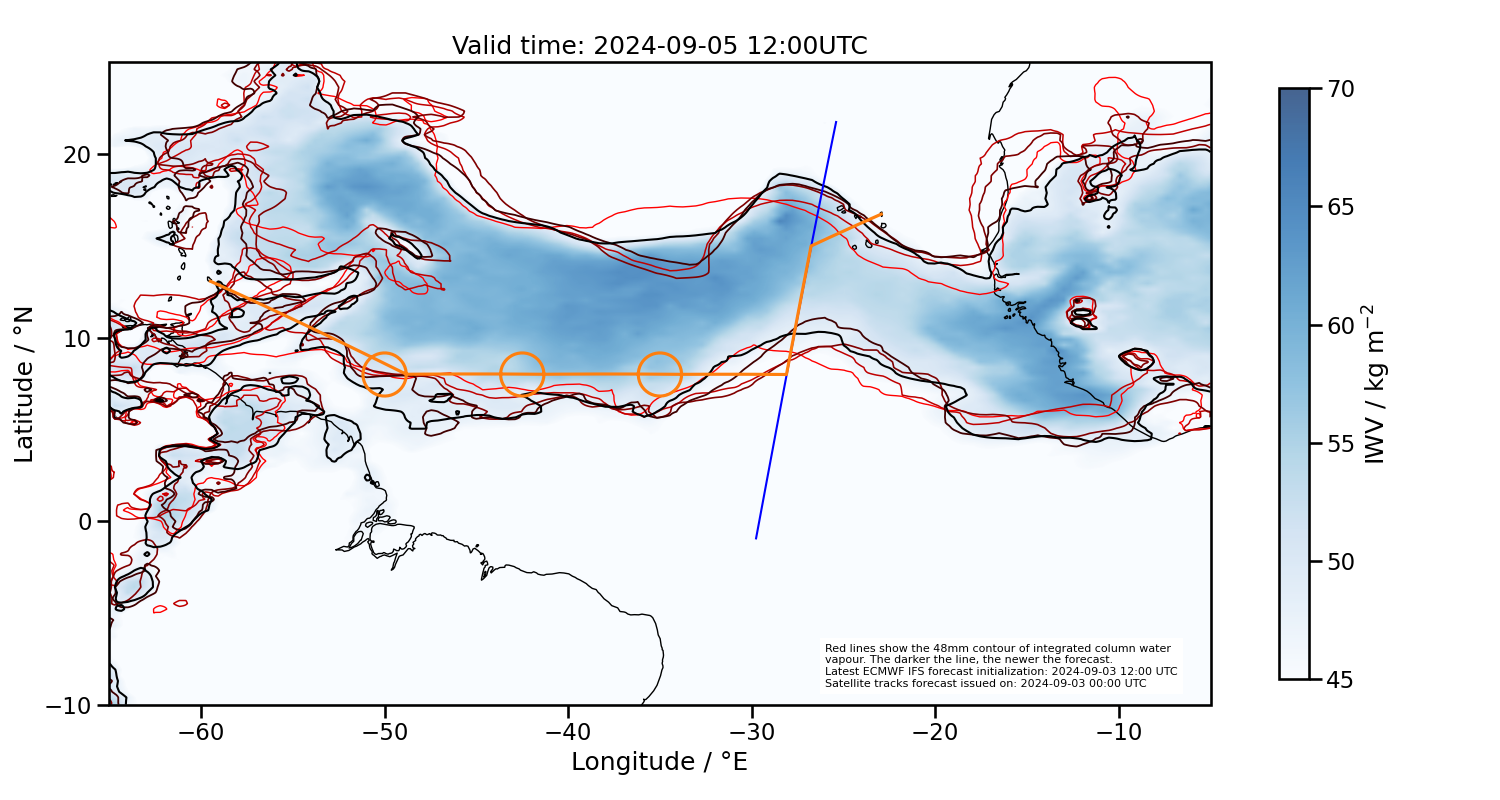 Valid time: 2024-09-05 12:00UTC
20
10
0
−10
Latitude / °N
−60
−50
−40
−30
−20
−10
Longitude / °E
Red lines show the 48mm contour of integrated column water
vapour. The darker the line, the newer the forecast.
Latest ECMWF IFS forecast initialization: 2024-09-03 12:00 UTC
Satellite tracks forecast issued on: 2024-09-03 00:00 UTC
70
65
60
55
50
45
IWV / kg m⁻²